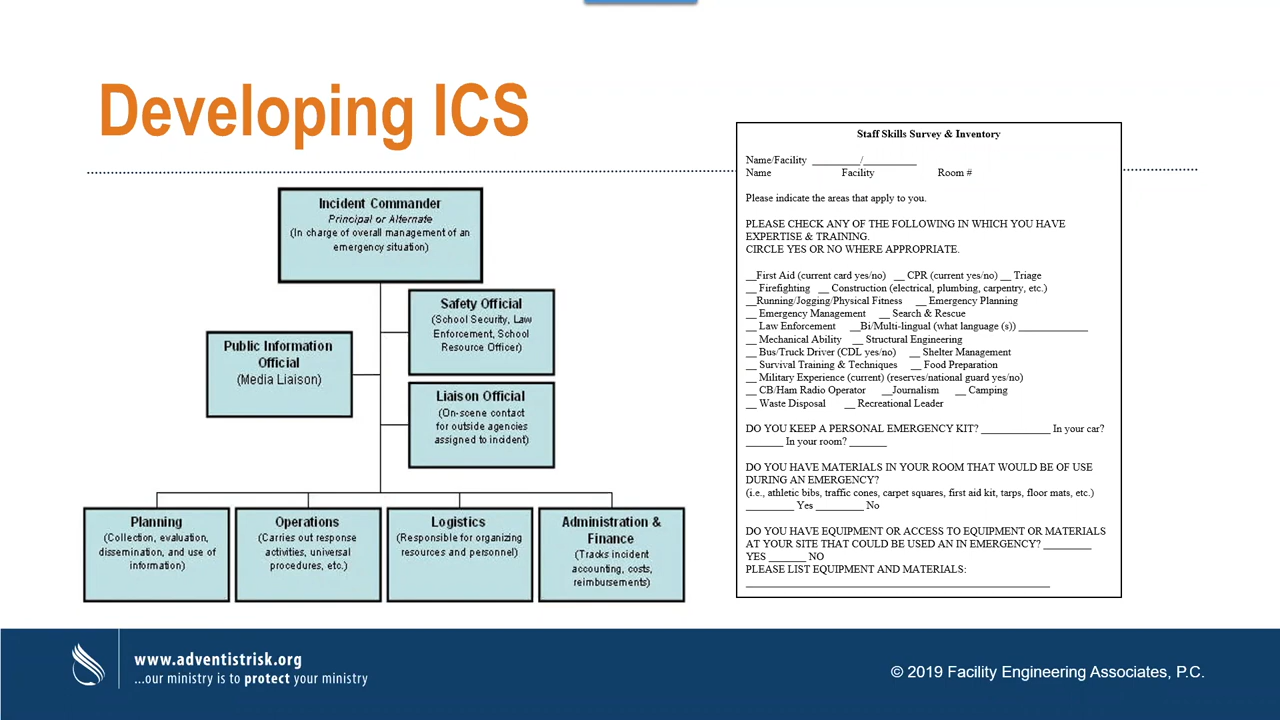 Developing ICS
Incident Commander
Principal or Alternate
(In charge of overall management of an
emergency situation)
Safety Official
(School Security, Law
Enforcement, School
Resource Officer)
Public Information
Official
(Media Liaison)
Liaison Official
(On-scene contact
for outside agencies
assigned to incident)
Planning
(Collection, evaluation,
dissemination, and use of
information)
Operations
(Carries out response
activities, universal
procedures, etc.)
Logistics
(Responsible for organizing
resources and personnel)
Administration &
Finance
(Tracks incident
accounting, costs,
reimbursements)
Staff Skills Survey & Inventory
Name/Facility _________/__________
Name Facility Room #
Please indicate the areas that apply to you.
PLEASE CHECK ANY OF THE FOLLOWING IN WHICH YOU HAVE
EXPERTISE & TRAINING.
CIRCLE YES OR NO WHERE APPROPRIATE.
__First Aid (current card yes/no) __ CPR (current yes/no) __ Triage
__ Firefighting __ Construction (electrical, plumbing, carpentry, etc.)
__Running/Jogging/Physical Fitness __ Emergency Planning
__ Emergency Management __ Search & Rescue
__ Law Enforcement __Bi/Multi-lingual (what language (s)) _____________
__ Mechanical Ability __ Structural Engineering
__ Bus/Truck Driver (CDL yes/no) __ Shelter Management
__ Survival Training & Techniques __ Food Preparation
__ Military Experience (current) (reserves/national guard yes/no)
__ CB/Ham Radio Operator __Journalism __ Camping
__ Waste Disposal __ Recreational Leader
DO YOU KEEP A PERSONAL EMERGENCY KIT? _____________ In your car?
_______ In your room? _______
DO YOU HAVE MATERIALS IN YOUR ROOM THAT WOULD BE OF USE
DURING AN EMERGENCY?
(i.e., athletic bibs, traffic cones, carpet squares, first aid kit, tarps, floor mats, etc.)
_________ Yes _________ No
DO YOU HAVE EQUIPMENT OR ACCESS TO EQUIPMENT OR MATERIALS
AT YOUR SITE THAT COULD BE USED AN IN EMERGENCY? _________
YES _______ NO
PLEASE LIST EQUIPMENT AND MATERIALS:
_________________________________________________________
www.adventistrisk.org
...our ministry is to protect your ministry
© 2019 Facility Engineering Associates, P.C.